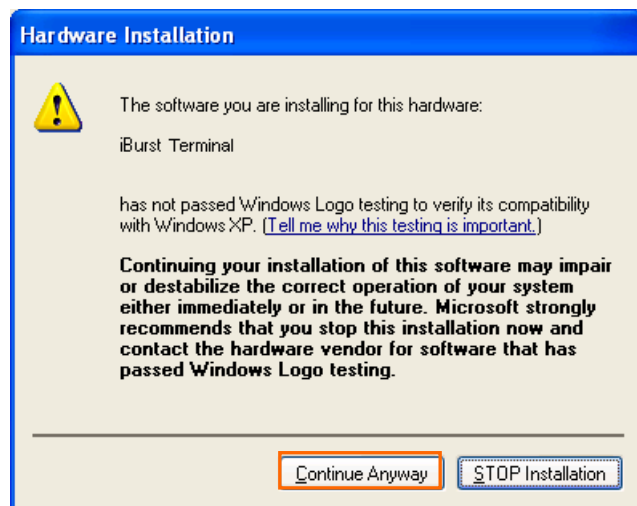 Hardware Installation
The software you are installing for this hardware:
iBurst Terminal
has not passed Windows Logo testing to verify its compatibility
with Windows XP. (Tell me why this testing is important.)
Continuing your installation of this software may impair
or destabilize the correct operation of your system
either immediately or in the future. Microsoft strongly
recommends that you stop this installation now and
contact the hardware vendor for software that has
passed Windows Logo testing.
Continue Anyway
STOP Installation